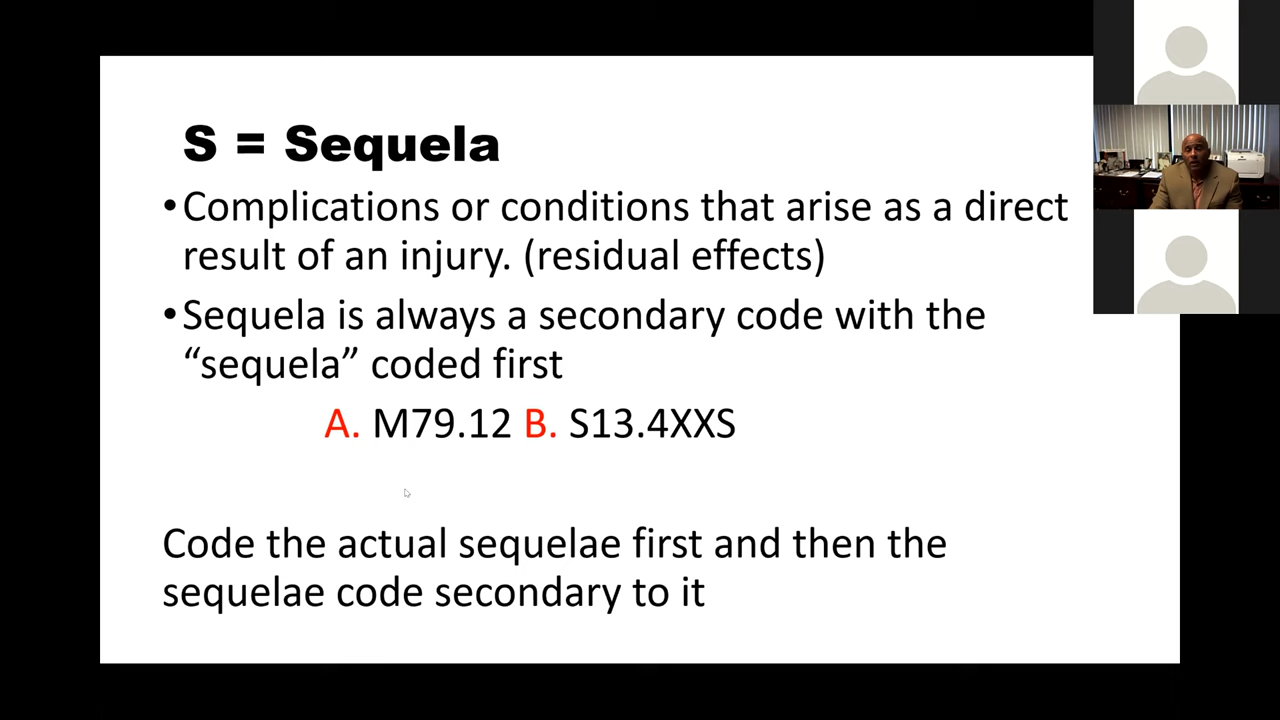 S = Sequela
•Complications or conditions that arise as a direct
result of an injury. (residual effects)
•Sequela is always a secondary code with the
“sequela” coded first
A. M79.12 B. S13.4XXS
Code the actual sequelae first and then the
sequelae code secondary to it